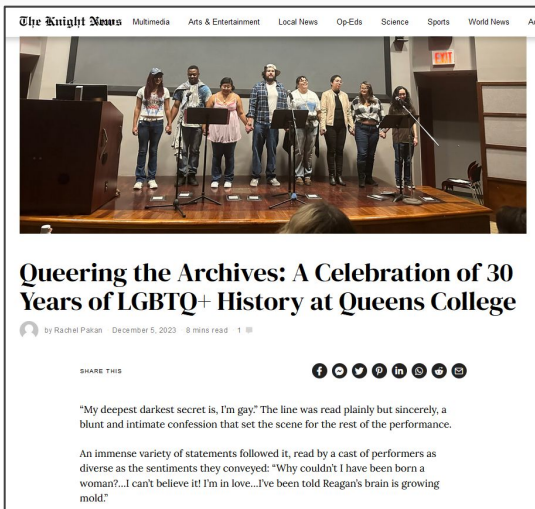 The Knight News Multimedia Arts & Entertainment Local News Op-Eds Science Sports World News
EXIT
Queering the Archives: A Celebration of 30
Years of LGBTQ+ History at Queens College
by Rachel Pakan December 5, 2023 8 mins read 1
SHARE THIS
“My deepest darkest secret is, I’m gay.” The line was read plainly but sincerely, a
blunt and intimate confession that set the scene for the rest of the performance.
An immense variety of statements followed it, read by a cast of performers as
diverse as the sentiments they conveyed: “Why couldn’t I have been born a
woman?...I can’t believe it! I’m in love...I’ve been told Reagan’s brain is growing
mold.”